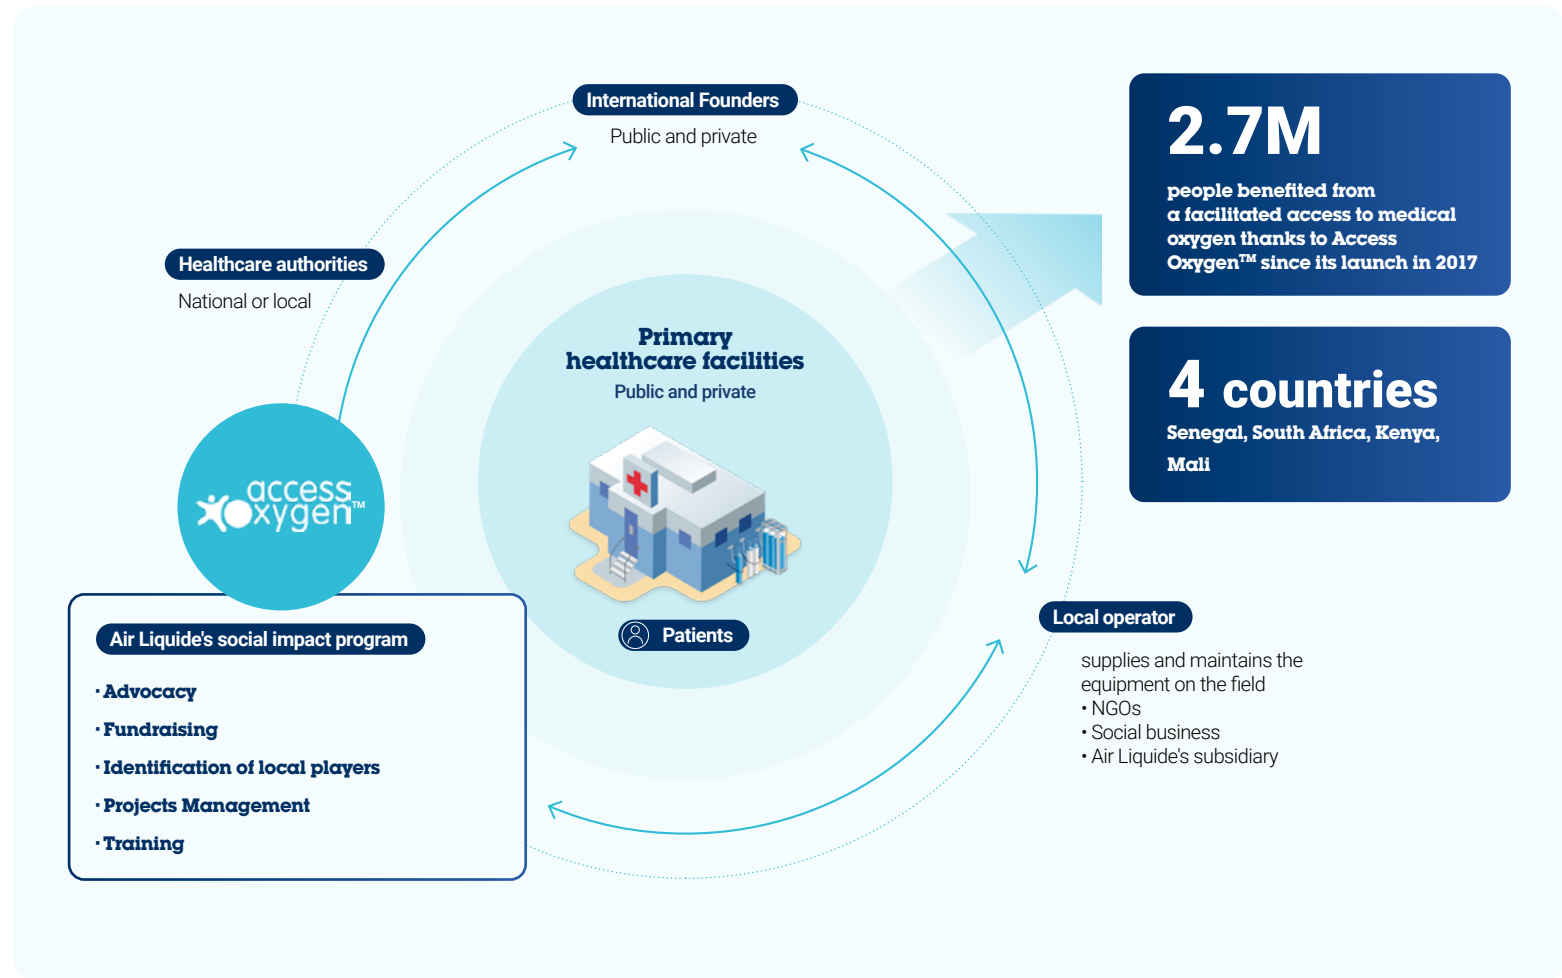 International Founders
Public and private
Healthcare authorities
National or local
access
oxygen™
Air Liquide's social impact program
· Advocacy
· Fundraising
· Identification of local players
· Projects Management
· Training
Primary
healthcare facilities
Public and private
Patients
Local operator
supplies and maintains the
equipment on the field
• NGOs
• Social business
• Air Liquide's subsidiary
2.7M
people benefited from
a facilitated access to medical
oxygen thanks to Access
Oxygen™ since its launch in 2017
4 countries
Senegal, South Africa, Kenya,
Mali